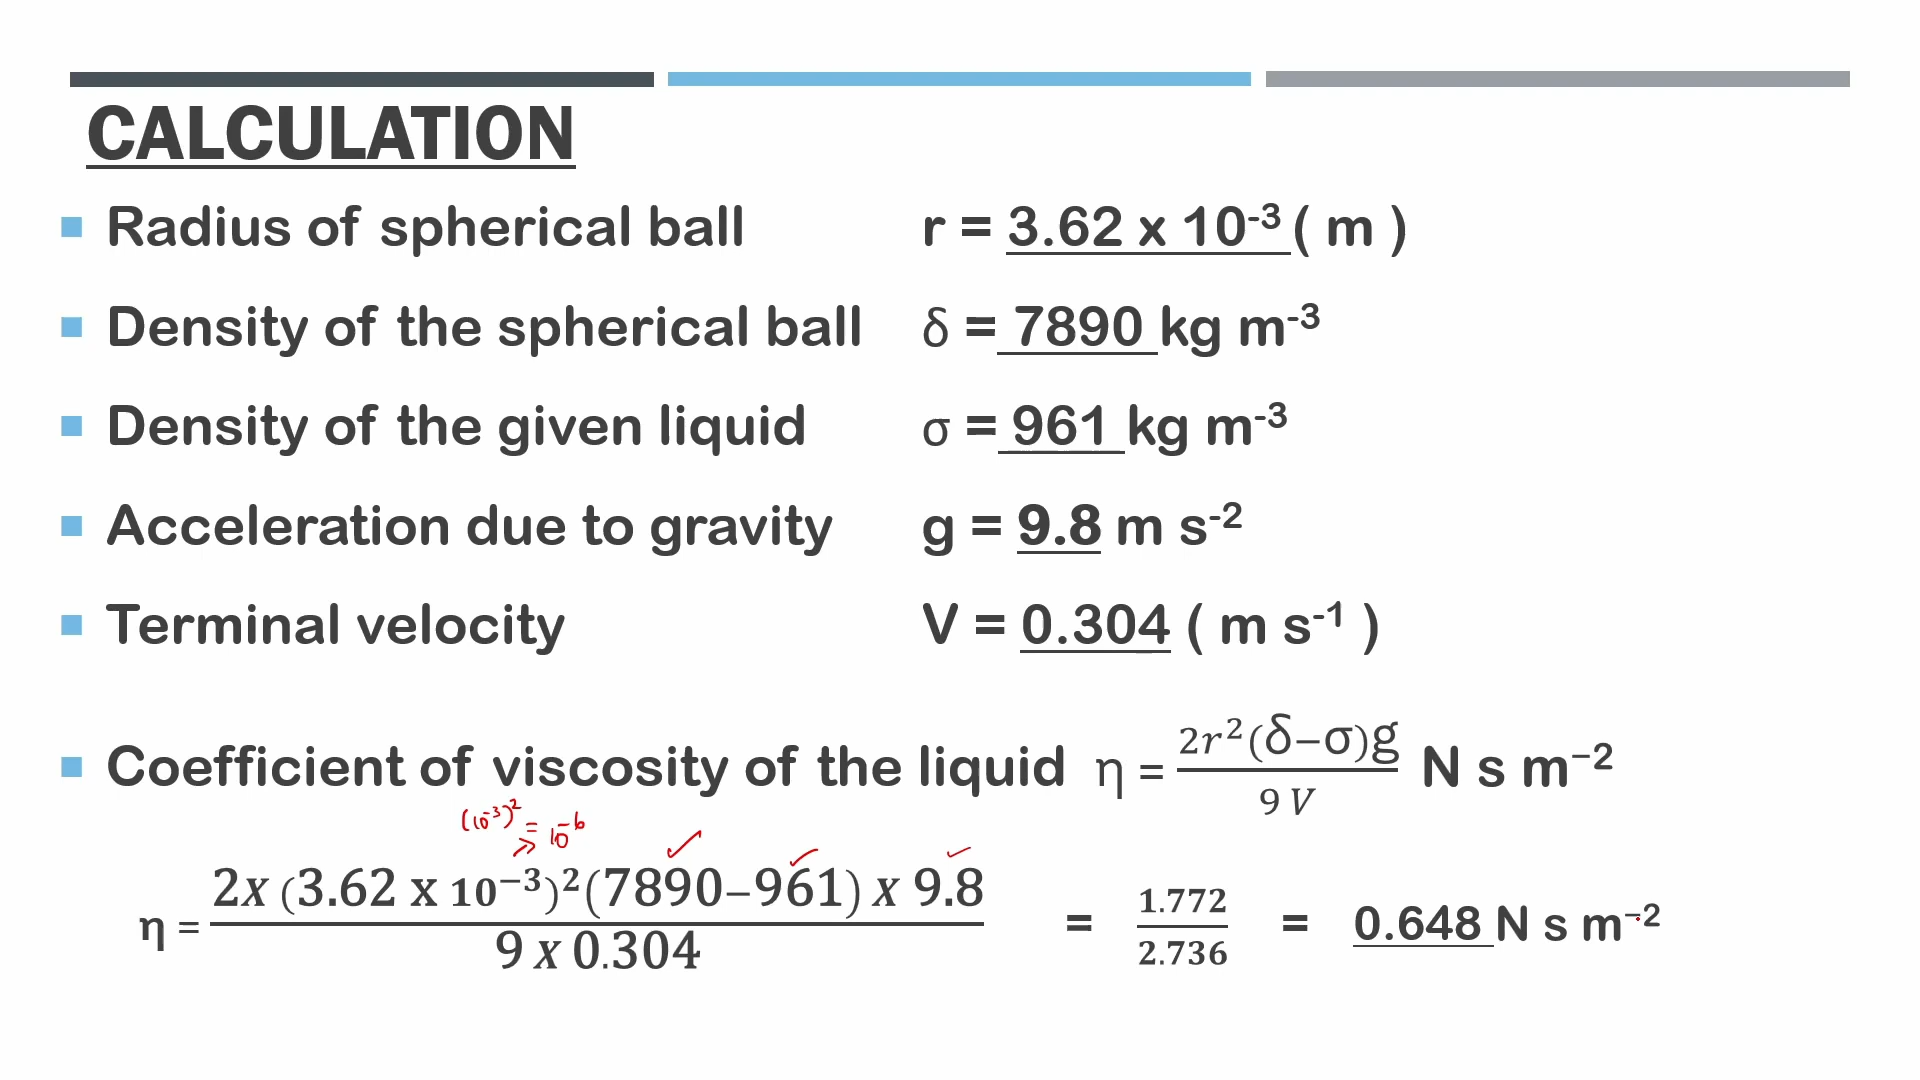 CALCULATION
Radius of spherical ball r = 3.62 x 10⁻³ ( m )
Density of the spherical ball δ = 7890 kg m⁻³
Density of the given liquid σ = 961 kg m⁻³
Acceleration due to gravity g = 9.8 m s⁻²
Terminal velocity V = 0.304 ( m s⁻¹ )
Coefficient of viscosity of the liquid η = 2r²(δ−σ)g / 9 V N s m⁻²
(10⁻³)² = 10⁻⁶
η = 2x (3.62 x 10⁻³)²(7890−961) x 9.8 / 9 x 0.304 = 1.772 / 2.736 = 0.648 N s m⁻²